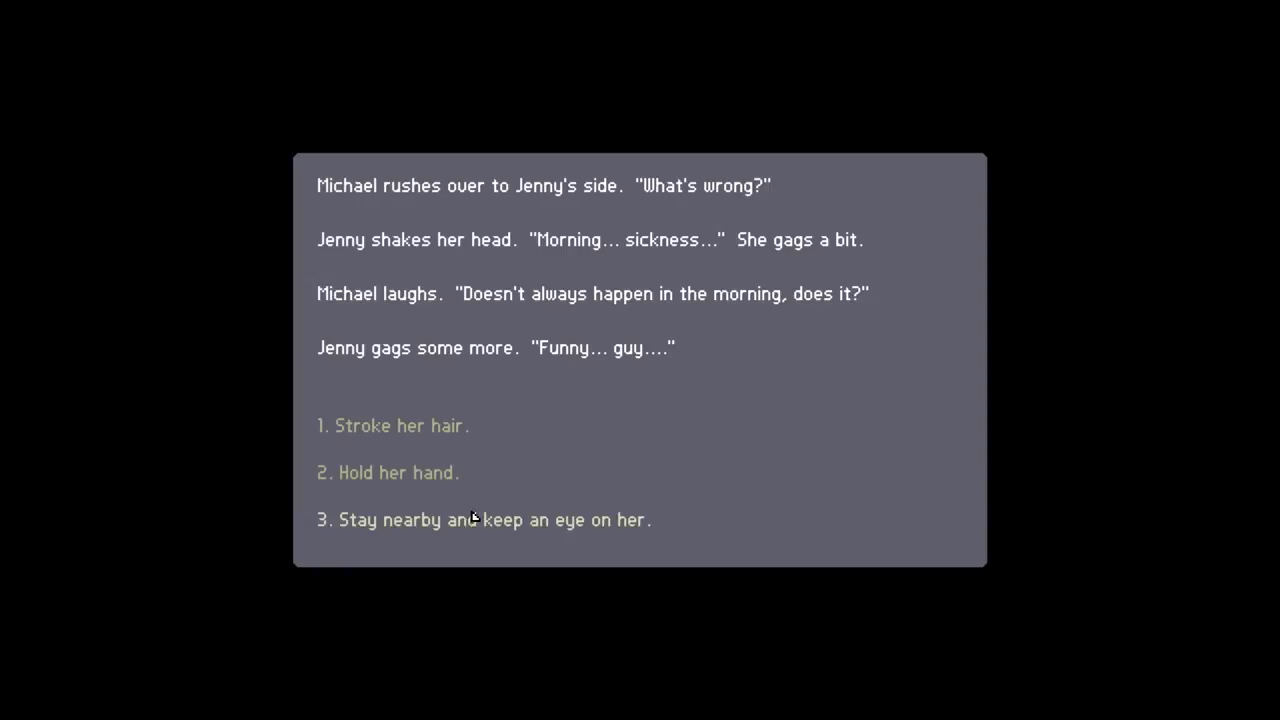 Michael rushes over to Jenny's side.  "What's wrong?"
Jenny shakes her head.  "Morning... sickness..."  She gags a bit.
Michael laughs.  "Doesn't always happen in the morning, does it?"
Jenny gags some more.  "Funny... guy...."
1. Stroke her hair.
2. Hold her hand.
3. Stay nearby and keep an eye on her.